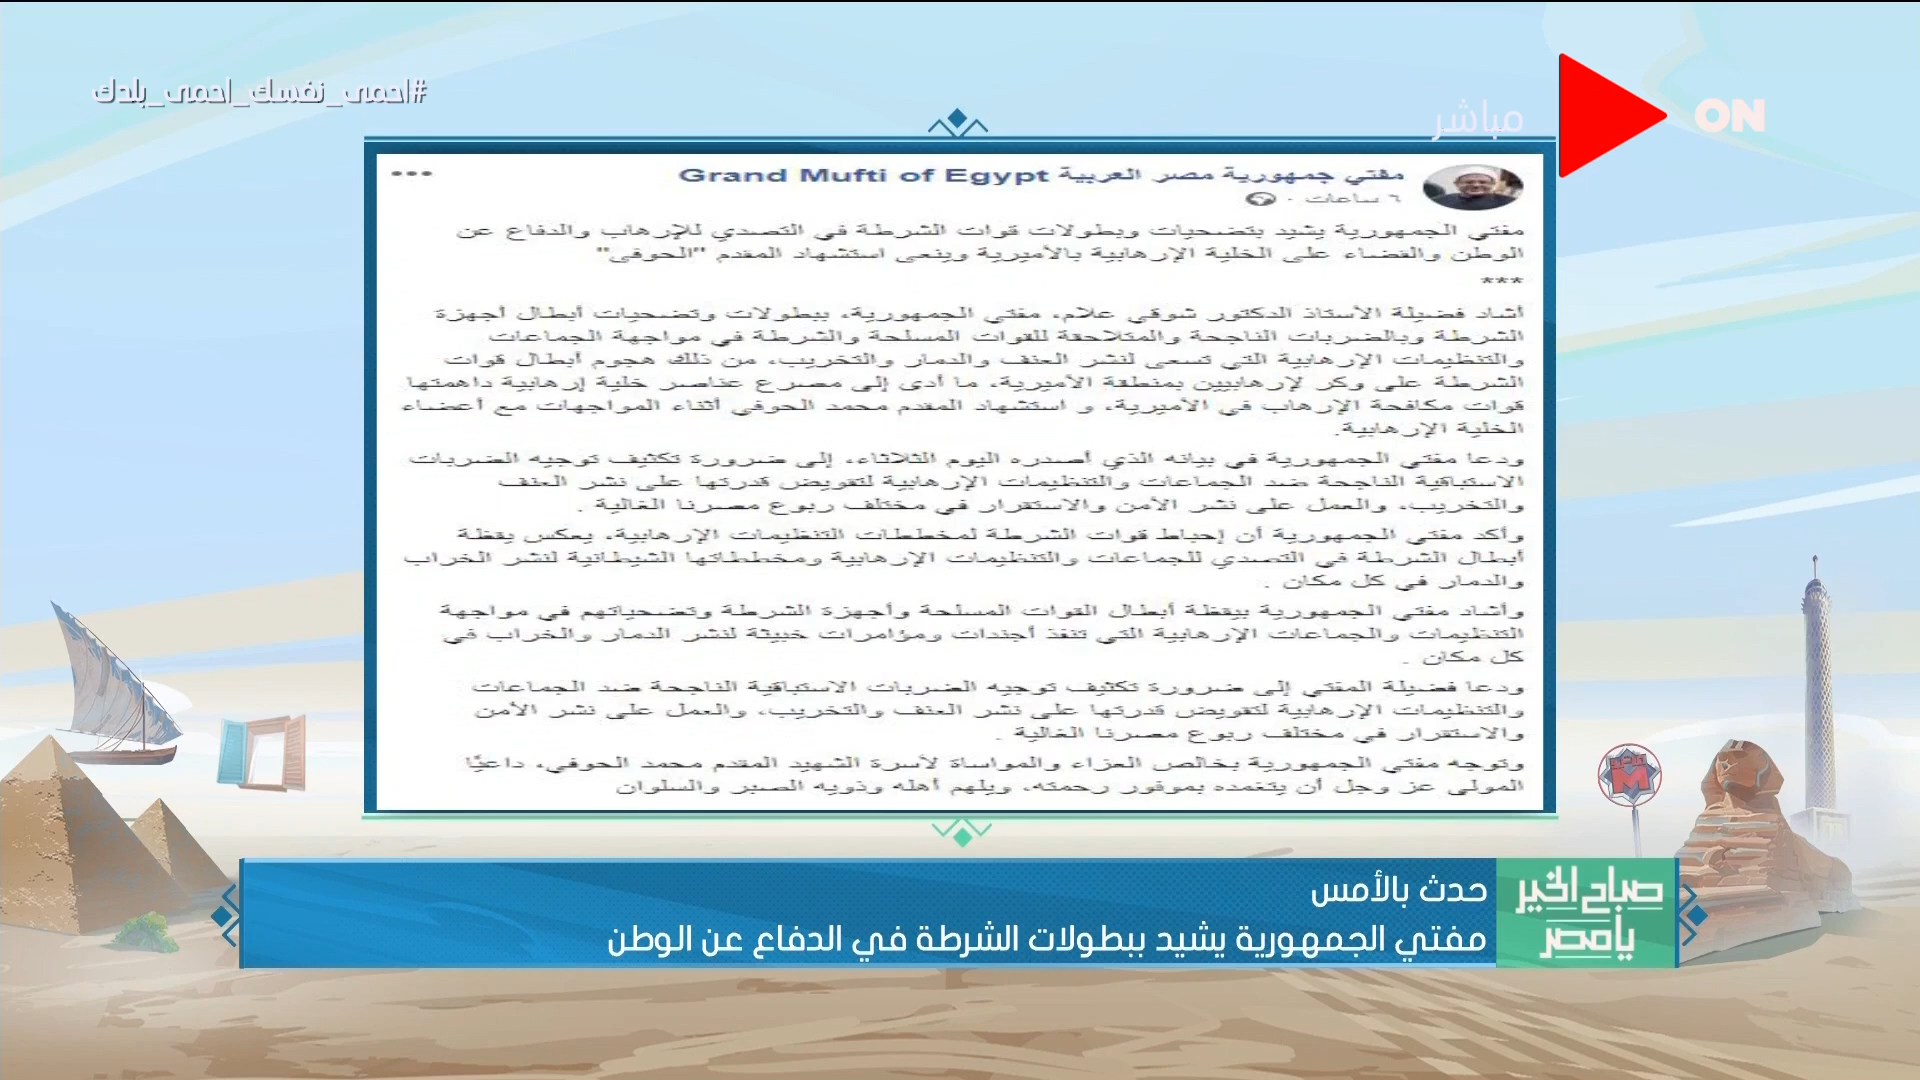 #احمى_نفسك_احمى_بلدك
مباشر
ON
مفتي جمهورية مصر العربية Grand Mufti of Egypt
٦ ساعات ·
مفتي الجمهورية يشيد بتضحيات وبطولات قوات الشرطة في التصدي للإرهاب والدفاع عن
الوطن والقضاء على الخلية الإرهابية بالأميرية وينعى استشهاد المقدم "الحوفى"
***
أشاد فضيلة الأستاذ الدكتور شوقي علام، مفتي الجمهورية، ببطولات وتضحيات أبطال أجهزة
الشرطة وبالضربات الناجحة والمتلاحقة للقوات المسلحة والشرطة في مواجهة الجماعات
والتنظيمات الإرهابية التي تسعى لنشر العنف والدمار والتخريب، من ذلك هجوم أبطال قوات
الشرطة على وكر لإرهابيين بمنطقة الأميرية، ما أدى إلى مصرع عناصر خلية إرهابية داهمتها
قوات مكافحة الإرهاب في الأميرية، و استشهاد المقدم محمد الحوفي أثناء المواجهات مع أعضاء
الخلية الإرهابية.
ودعا مفتي الجمهورية في بيانه الذي أصدره اليوم الثلاثاء، إلى ضرورة تكثيف توجيه الضربات
الاستباقية الناجحة ضد الجماعات والتنظيمات الإرهابية لتقويض قدرتها على نشر العنف
والتخريب، والعمل على نشر الأمن والاستقرار في مختلف ربوع مصرنا الغالية .
وأكد مفتي الجمهورية أن إحباط قوات الشرطة لمخططات التنظيمات الإرهابية، يعكس يقظة
أبطال الشرطة في التصدي للجماعات والتنظيمات الإرهابية ومخططاتها الشيطانية لنشر الخراب
والدمار في كل مكان .
وأشاد مفتي الجمهورية بيقظة أبطال القوات المسلحة وأجهزة الشرطة وتضحياتهم في مواجهة
التنظيمات والجماعات الإرهابية التي تنفذ أجندات ومؤامرات خبيثة لنشر الدمار والخراب في
كل مكان .
ودعا فضيلة المفتي إلى ضرورة تكثيف توجيه الضربات الاستباقية الناجحة ضد الجماعات
والتنظيمات الإرهابية لتقويض قدرتها على نشر العنف والتخريب، والعمل على نشر الأمن
والاستقرار في مختلف ربوع مصرنا الغالية .
وتوجه مفتي الجمهورية بخالص العزاء والمواساة لأسرة الشهيد المقدم محمد الحوفي، داعيًا
المولى عز وجل أن يتغمده بموفور رحمته، ويلهم أهله وذويه الصبر والسلوان
صباح الخير
يا مصر
حدث بالأمس
مفتي الجمهورية يشيد ببطولات الشرطة في الدفاع عن الوطن
M